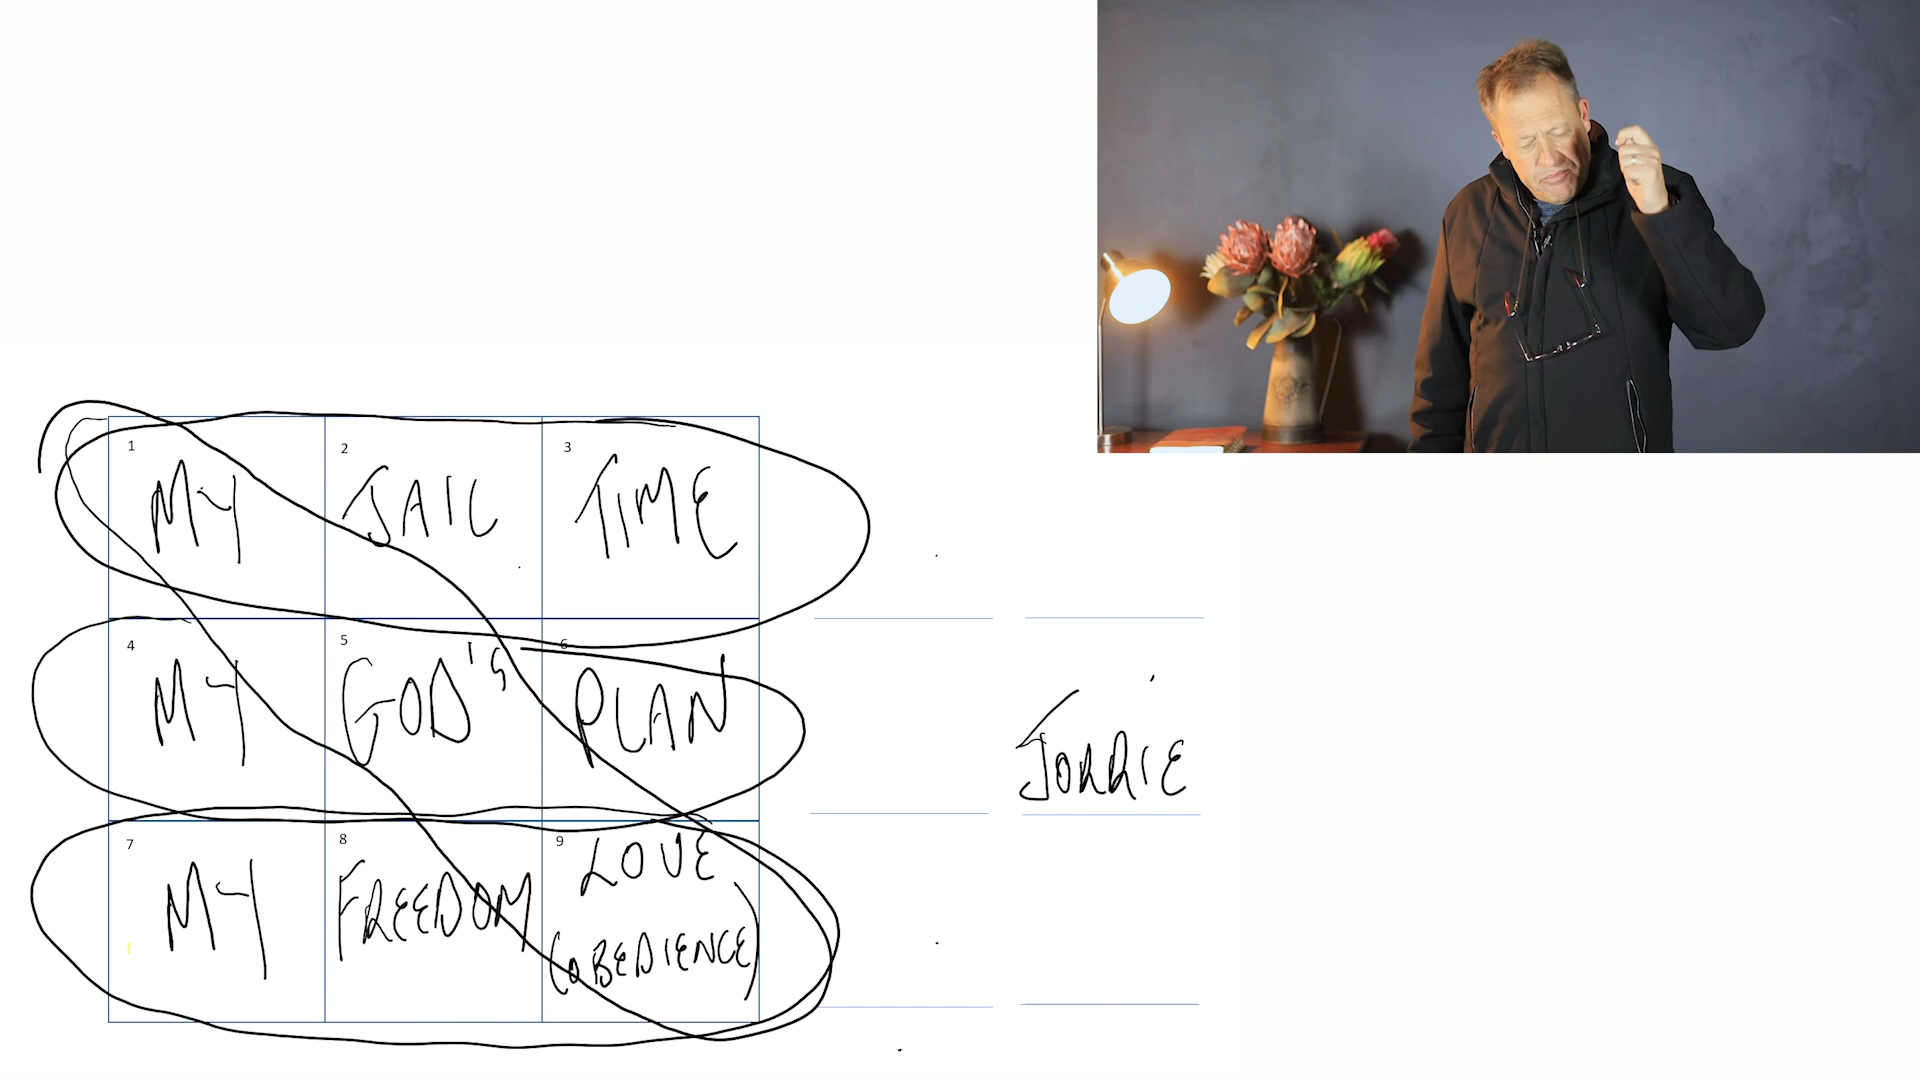 1 2 3
MY JAIL TIME
4 5 6
MY GOD'S PLAN
JORRIE
7 8 9
MY FREEDOM LOVE
(OBEDIENCE)